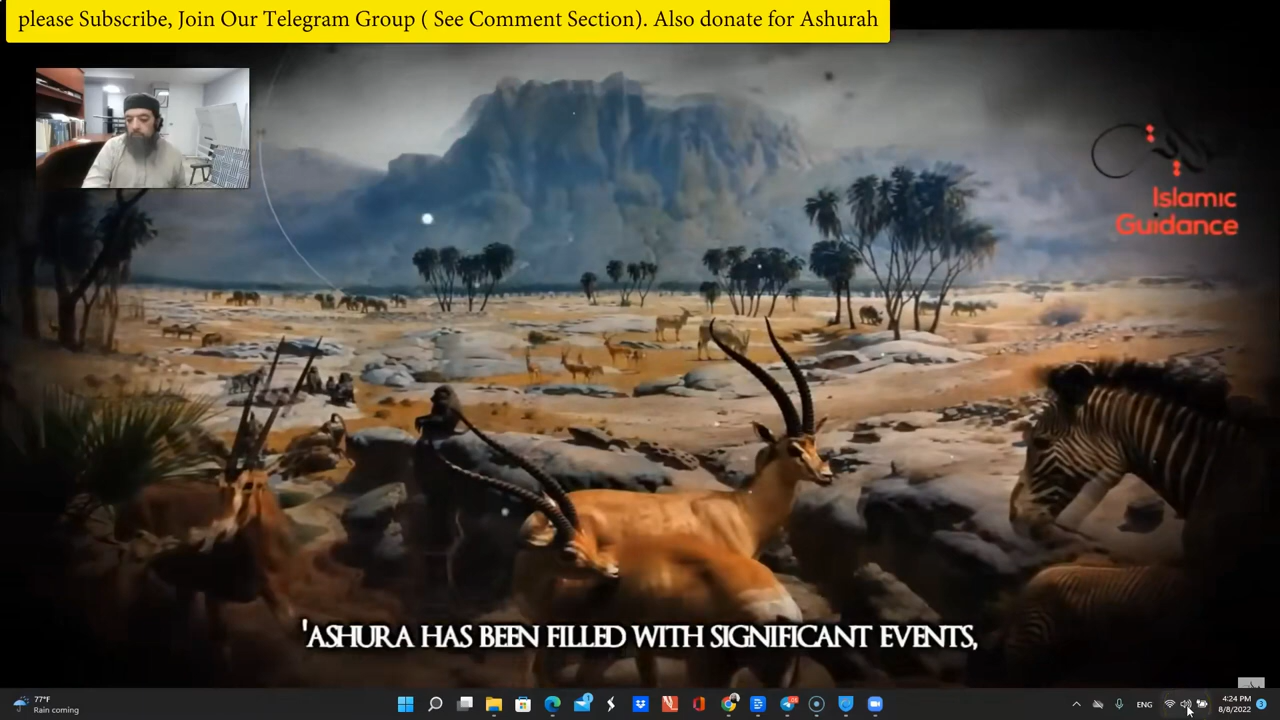 please Subscribe, Join Our Telegram Group ( See Comment Section). Also donate for Ashurah
Islamic
Guidance
'ASHURA HAS BEEN FILLED WITH SIGNIFICANT EVENTS,
77°F
Rain coming
ENG
4:24 PM
8/8/2022